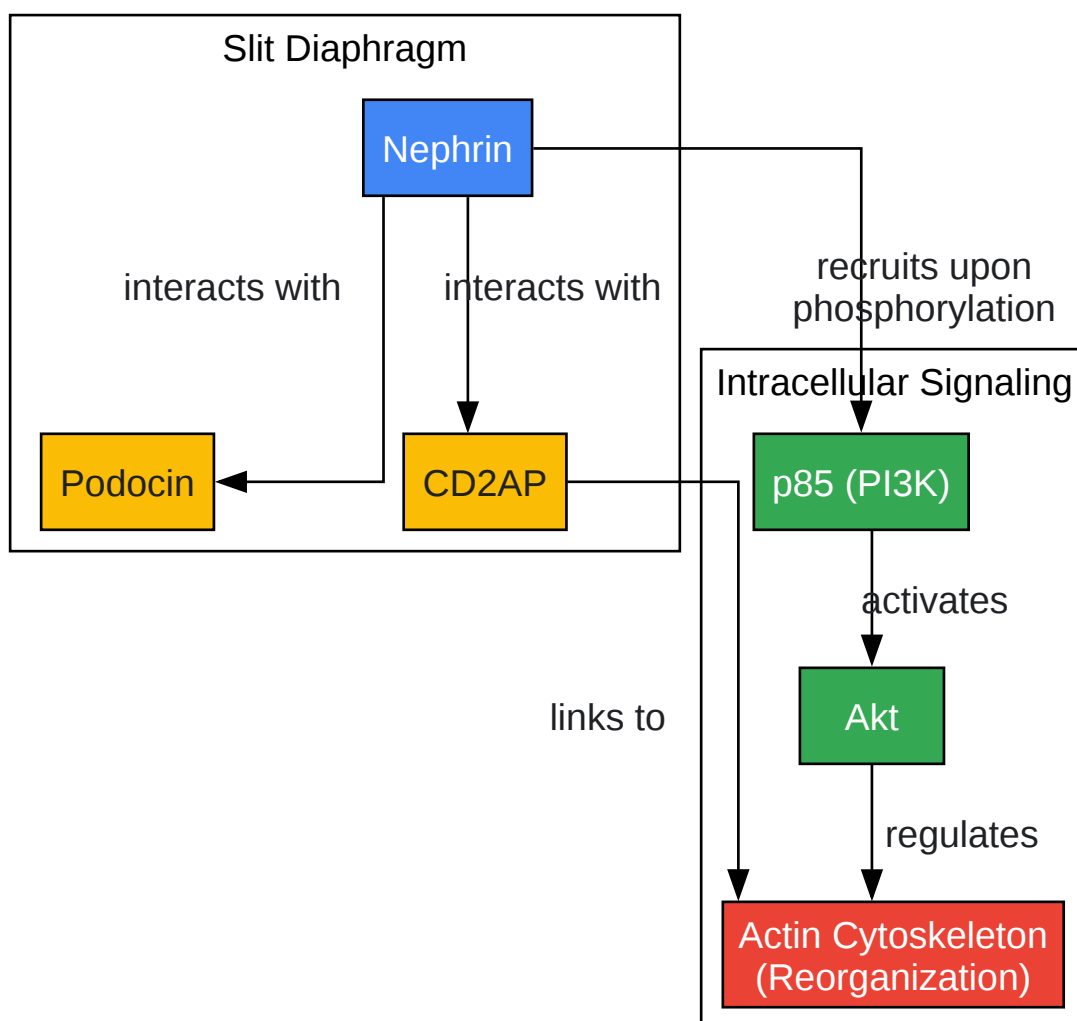 Slit Diaphragm
Nephrin
interacts with
interacts with
recruits upon
phosphorylation
Intracellular Signaling
Podocin
CD2AP
p85 (PI3K)
activates
links to
Akt
regulates
Actin Cytoskeleton
(Reorganization)